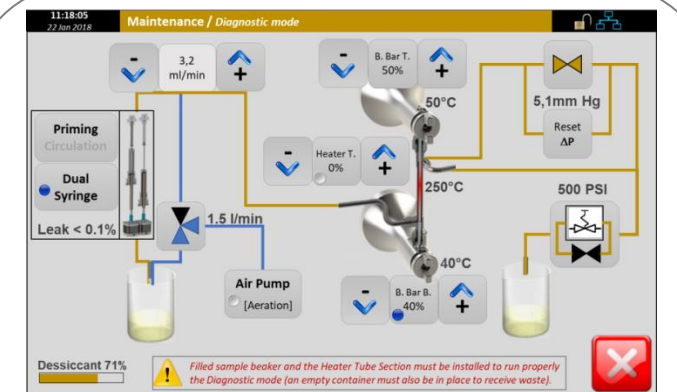 11:18:05
22 Jan 2018
Maintenance / Diagnostic mode
-
3,2
ml/min
+
-
B. Bar T.
50%
+
50°C
5,1mm Hg
Reset
ΔP
Priming
Circulation
Dual
Syringe
Leak < 0.1%
-
Heater T.
0%
+
250°C
500 PSI
1.5 l/min
Air Pump
[Aeration]
40°C
-
B. Bar B.
40%
+
Dessiccant 71%
Filled sample beaker and the Heater Tube Section must be installed to run properly
the Diagnostic mode (an empty container must also be in place to receive waste).